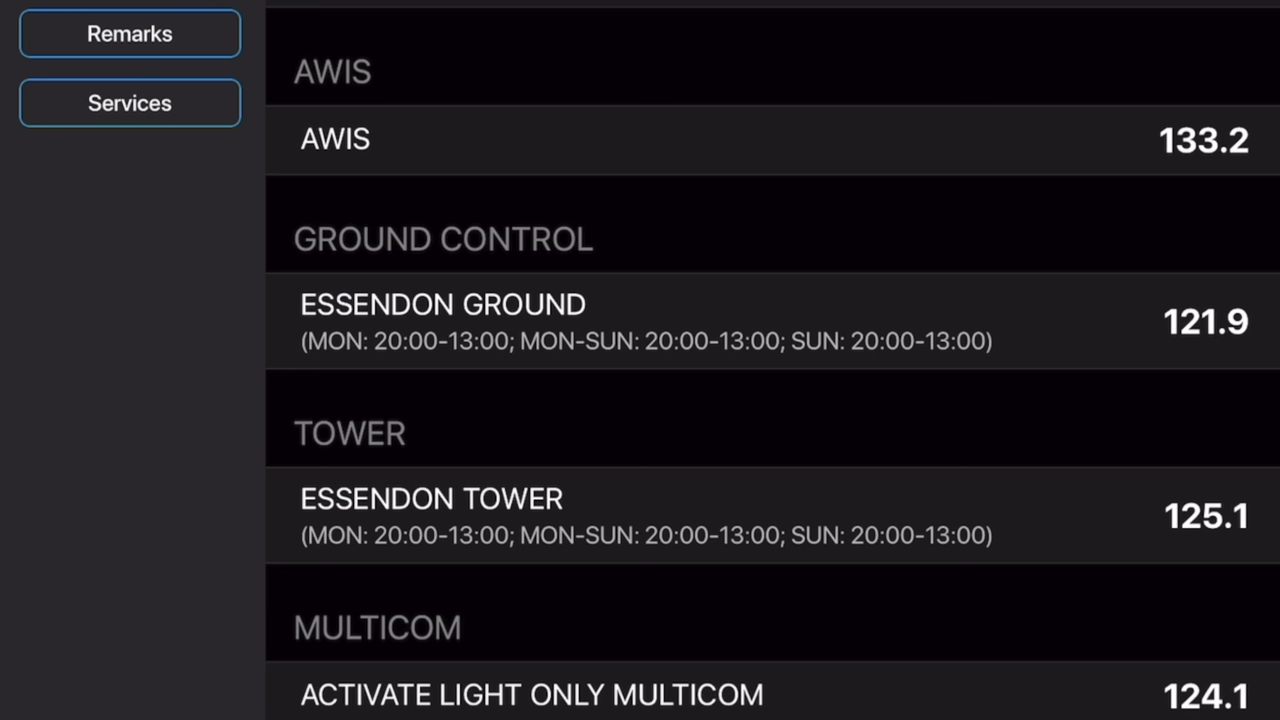 Remarks
Services
AWIS
AWIS 133.2
GROUND CONTROL
ESSENDON GROUND
(MON: 20:00-13:00; MON-SUN: 20:00-13:00; SUN: 20:00-13:00) 121.9
TOWER
ESSENDON TOWER
(MON: 20:00-13:00; MON-SUN: 20:00-13:00; SUN: 20:00-13:00) 125.1
MULTICOM
ACTIVATE LIGHT ONLY MULTICOM 124.1